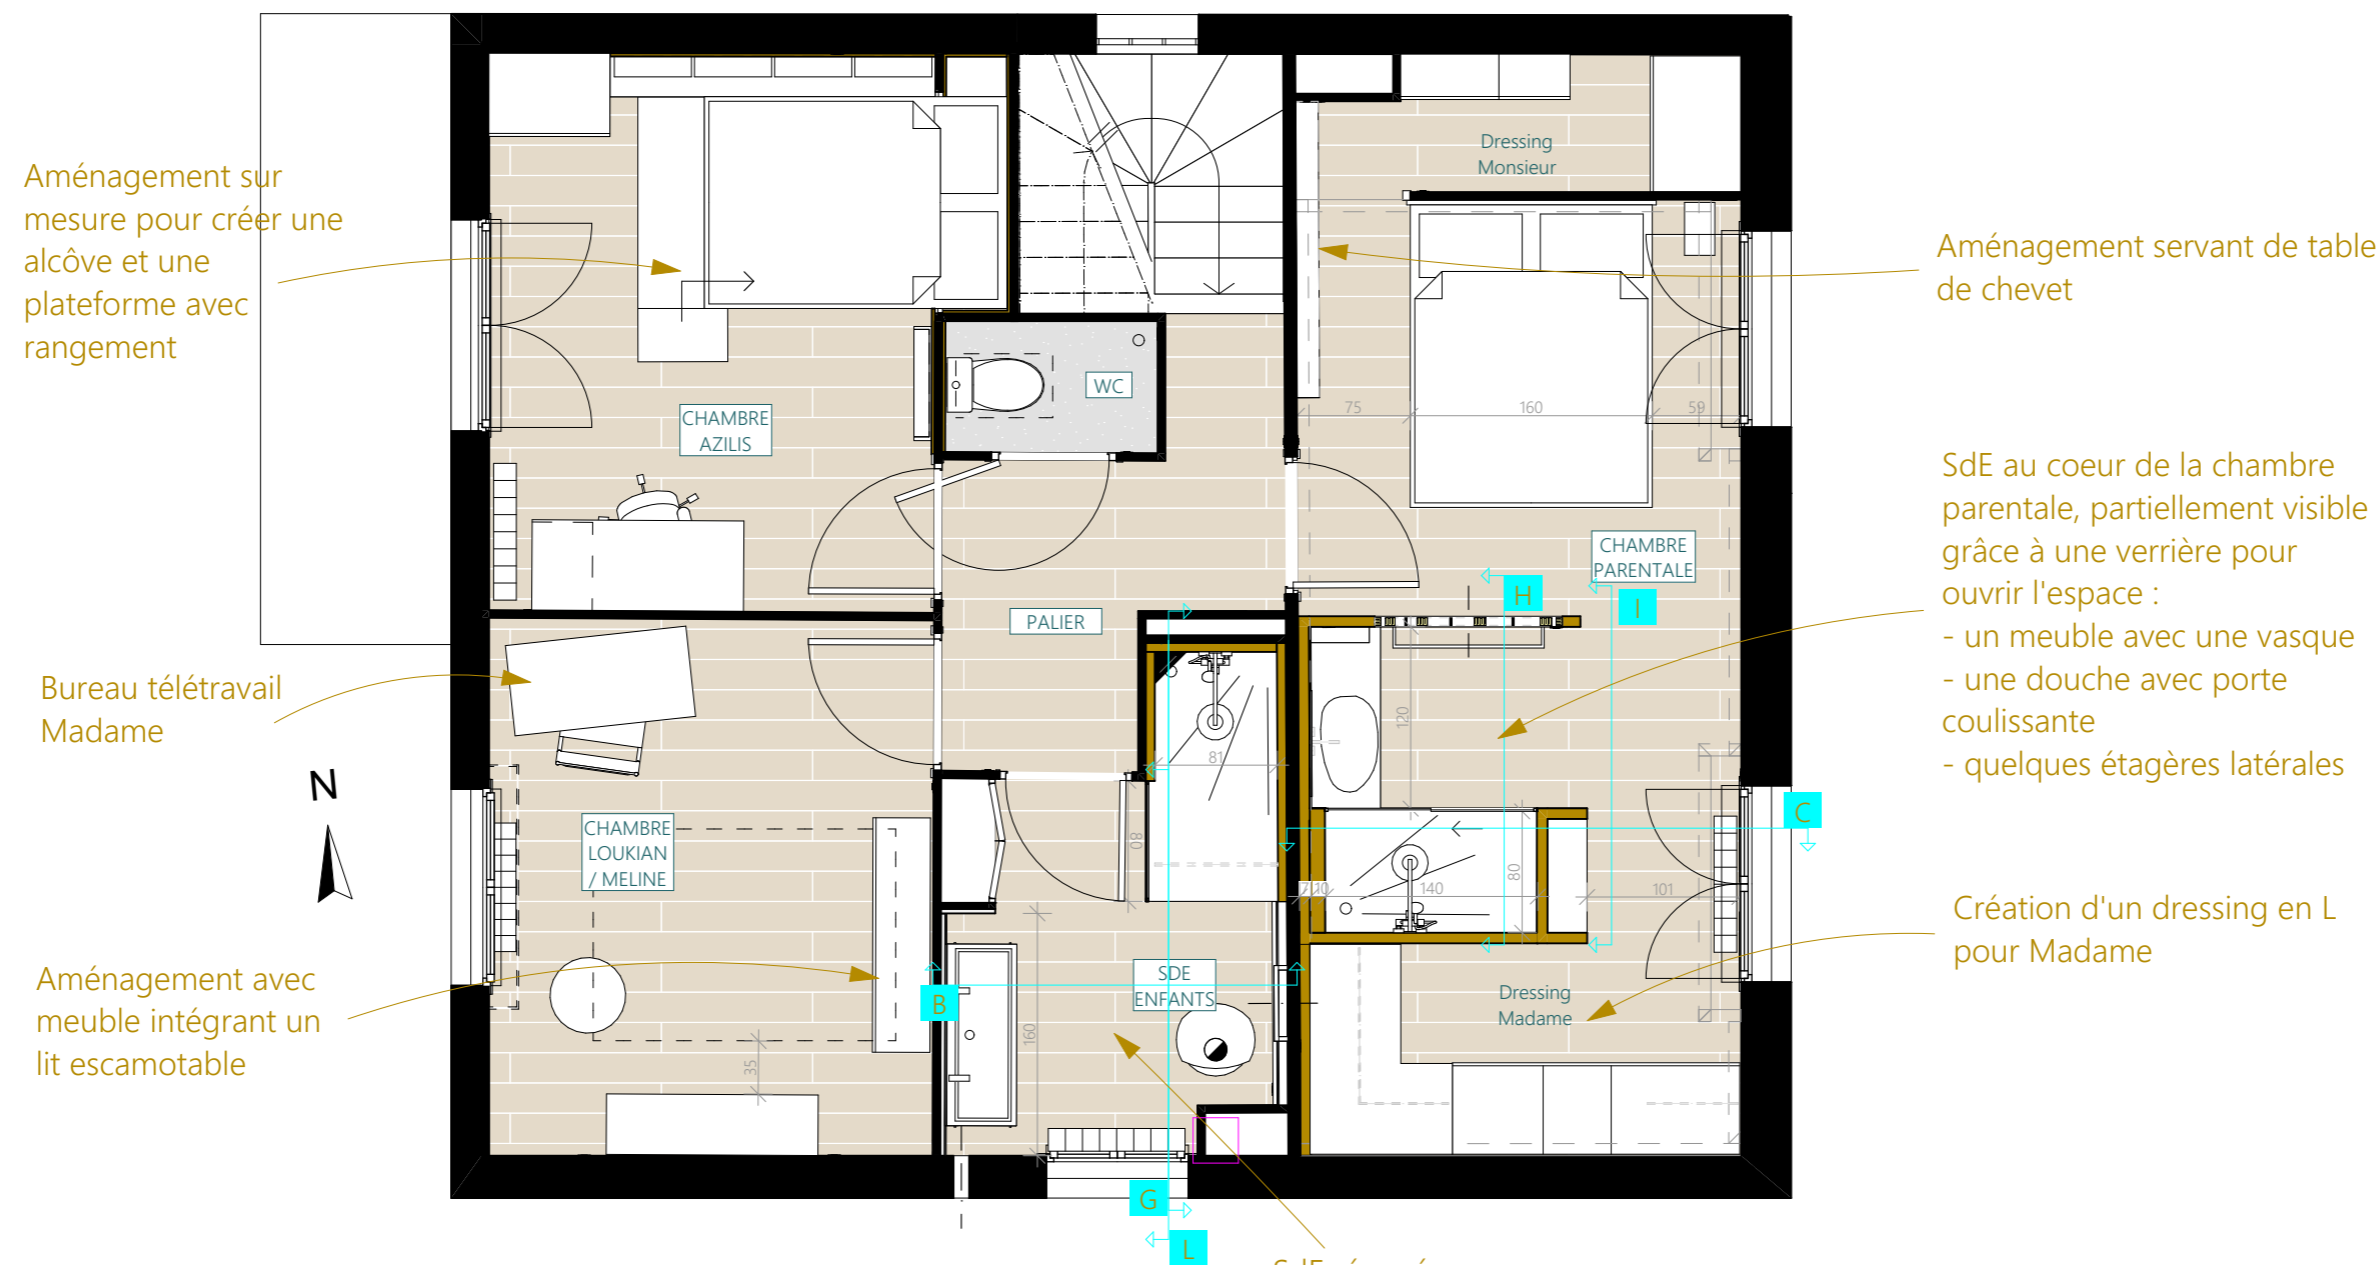 Aménagement sur
mesure pour créer une
alcôve et une
plateforme avec
rangement
Bureau télétravail
Madame
N
Aménagement avec
meuble intégrant un
lit escamotable
CHAMBRE
AZILIS
WC
PALIER
CHAMBRE
LOUKIAN
/ MELINE
35
Dressing
Monsieur
75
160
59
CHAMBRE
PARENTALE
H
I
120
81
80
C
7
10
140
80
101
SDE
ENFANTS
B
160
Dressing
Madame
G
L
Aménagement servant de table
de chevet
SdE au coeur de la chambre
parentale, partiellement visible
grâce à une verrière pour
ouvrir l'espace :
- un meuble avec une vasque
- une douche avec porte
coulissante
- quelques étagères latérales
Création d'un dressing en L
pour Madame